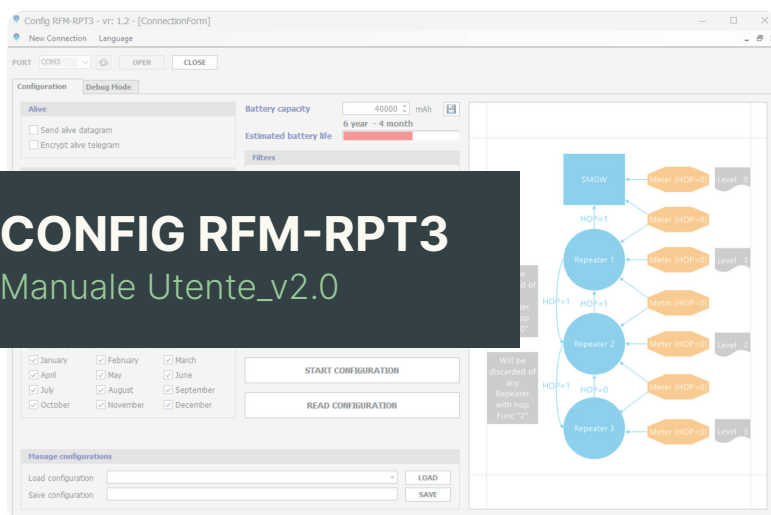 Config RFM-RPT3 - vr: 1.2 - [ConnectionForm]
New Connection Language
PORT COM3 OPEN CLOSE
Configuration Debug Mode
Alive
Send alive datagram
Encrypt alive telegram
Battery capacity 40000 mAh
6 year - 4 month
Estimated battery life
Filters
CONFIG RFM-RPT3
Manuale Utente_v2.0
January February March
April May June
July August September
October November December
START CONFIGURATION
READ CONFIGURATION
Manage configurations
Load configuration LOAD
Save configuration SAVE
SMGW Meter (HOP=0) Level 0
HOP=1 Meter (HOP=0)
Repeater 1 Meter (HOP=0) Level 1
HOP=1 HOP=1 Meter (HOP=0)
Repeater 2 Meter (HOP=0) Level 2
Will be
discarded of
any
Repeater
with hop
Func "2"
HOP=1 HOP=0 Meter (HOP=0)
Repeater 3 Meter (HOP=0) Level 3